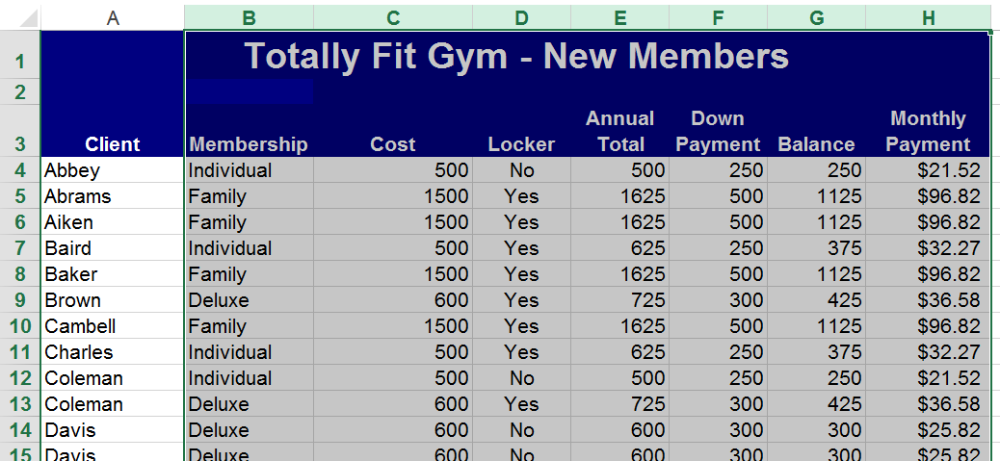 A B C D E F G H
1 Totally Fit Gym - New Members
2
Annual Down Monthly
3 Client Membership Cost Locker Total Payment Balance Payment
4 Abbey Individual 500 No 500 250 250 $21.52
5 Abrams Family 1500 Yes 1625 500 1125 $96.82
6 Aiken Family 1500 Yes 1625 500 1125 $96.82
7 Baird Individual 500 Yes 625 250 375 $32.27
8 Baker Family 1500 Yes 1625 500 1125 $96.82
9 Brown Deluxe 600 Yes 725 300 425 $36.58
10 Cambell Family 1500 Yes 1625 500 1125 $96.82
11 Charles Individual 500 Yes 625 250 375 $32.27
12 Coleman Individual 500 No 500 250 250 $21.52
13 Coleman Deluxe 600 Yes 725 300 425 $36.58
14 Davis Deluxe 600 No 600 300 300 $25.82
15 Davis Deluxe 600 No 600 300 300 $25.82